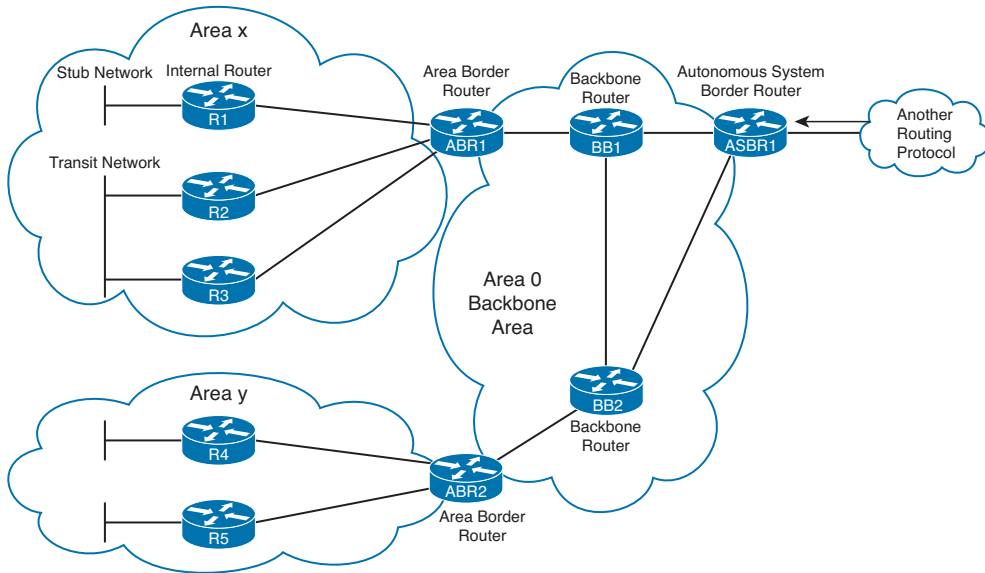 Area x
Stub Network
Internal Router
R1
Transit Network
R2
R3
Area Border
Router
ABR1
Backbone
Router
BB1
Autonomous System
Border Router
ASBR1
Another
Routing
Protocol
Area 0
Backbone
Area
BB2
Backbone
Router
Area y
R4
R5
ABR2
Area Border
Router